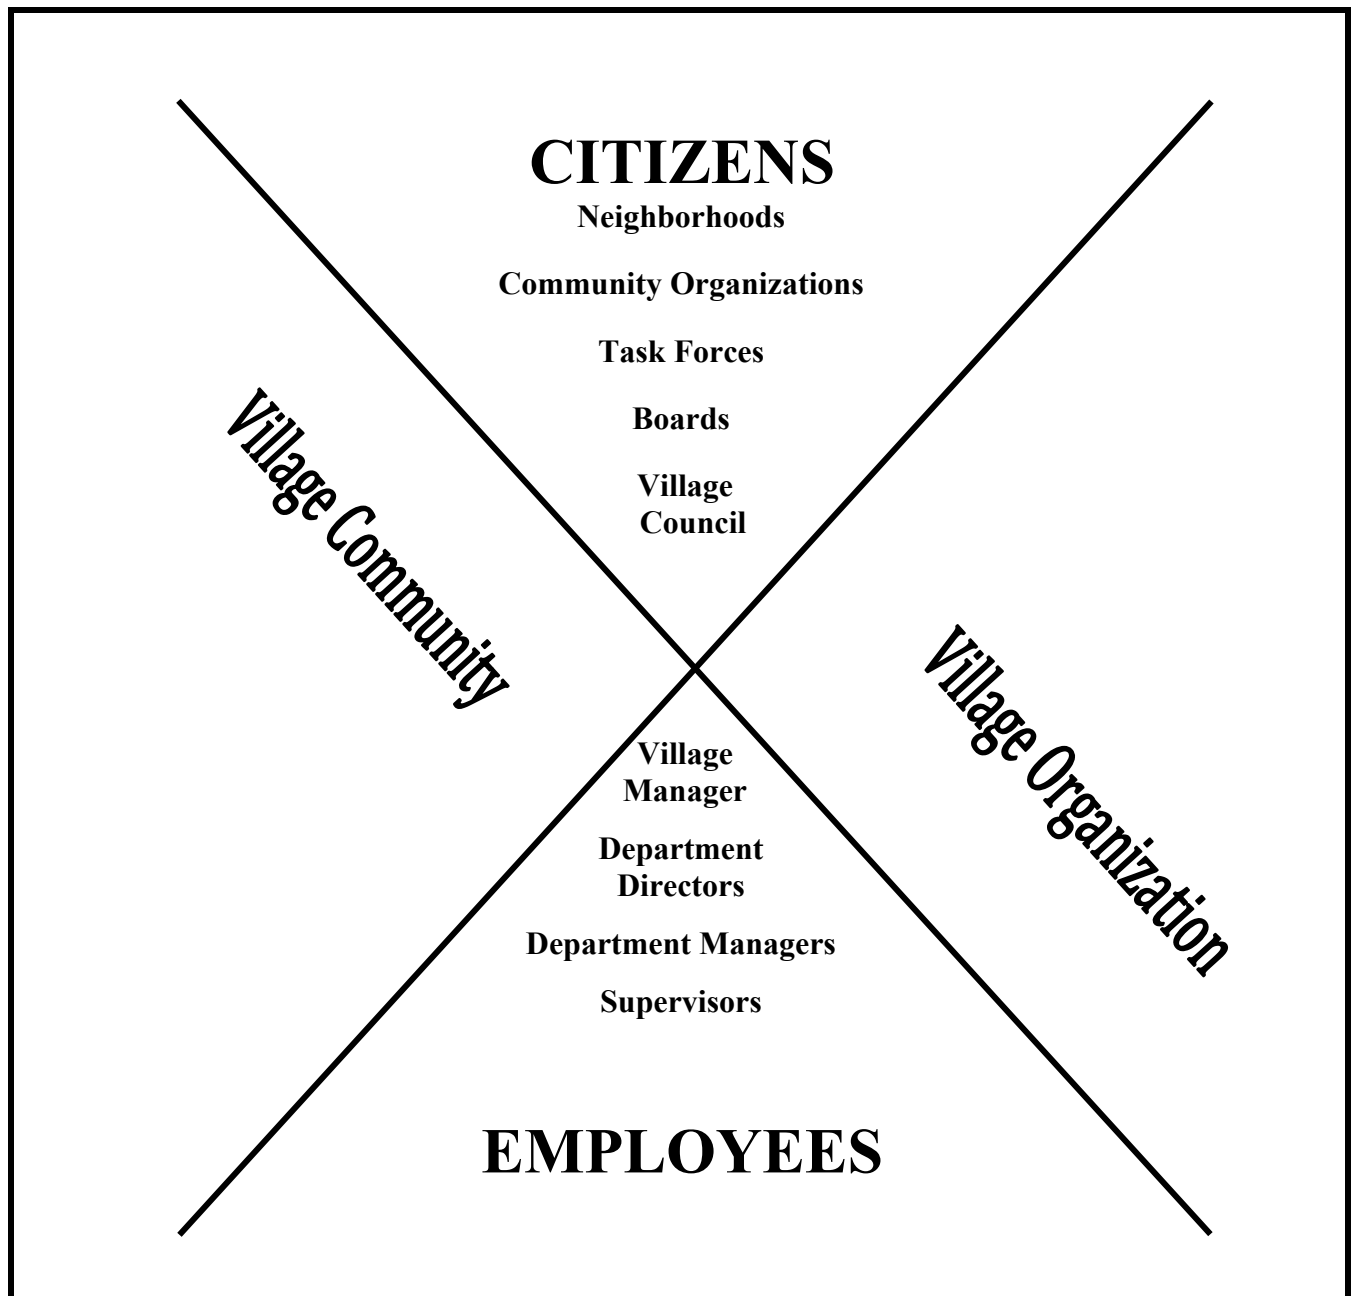 CITIZENS
Neighborhoods
Community Organizations
Task Forces
Boards
Village
Council
Village Community
Village Organization
Village
Manager
Department
Directors
Department Managers
Supervisors
EMPLOYEES